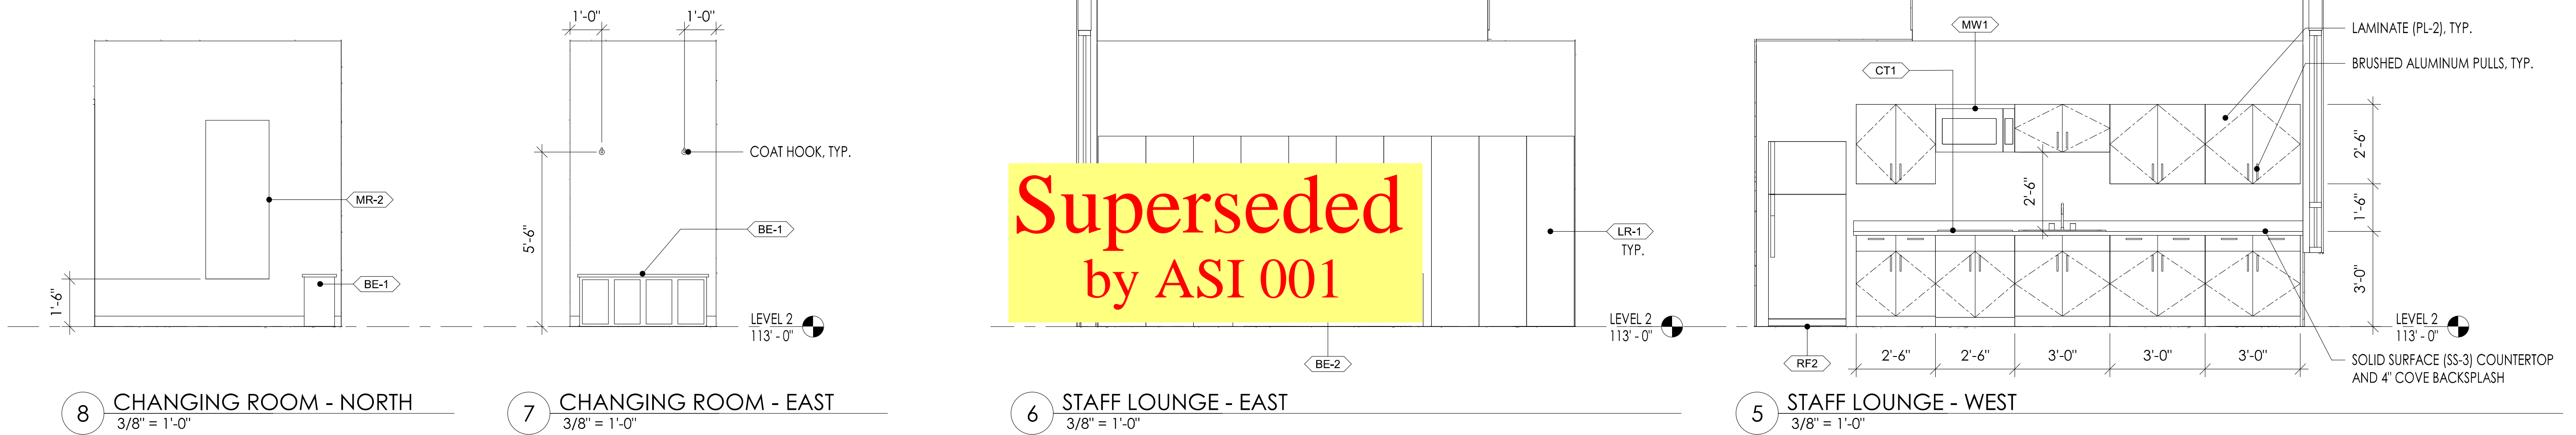 1'-0"
1'-0"
MR-2
1'-6"
BE-1
8
CHANGING ROOM - NORTH
3/8" = 1'-0"
COAT HOOK, TYP.
5'-6"
BE-1
LEVEL 2
113' - 0"
7
CHANGING ROOM - EAST
3/8" = 1'-0"
Superseded
by ASI 001
LR-1
TYP.
LEVEL 2
113' - 0"
BE-2
6
STAFF LOUNGE - EAST
3/8" = 1'-0"
MW1
CT1
LAMINATE (PL-2), TYP.
BRUSHED ALUMINUM PULLS, TYP.
2'-6"
2'-6"
1'-6"
3'-0"
LEVEL 2
113' - 0"
RF2
2'-6"
2'-6"
3'-0"
3'-0"
3'-0"
SOLID SURFACE (SS-3) COUNTERTOP
AND 4" COVE BACKSPLASH
5
STAFF LOUNGE - WEST
3/8" = 1'-0"